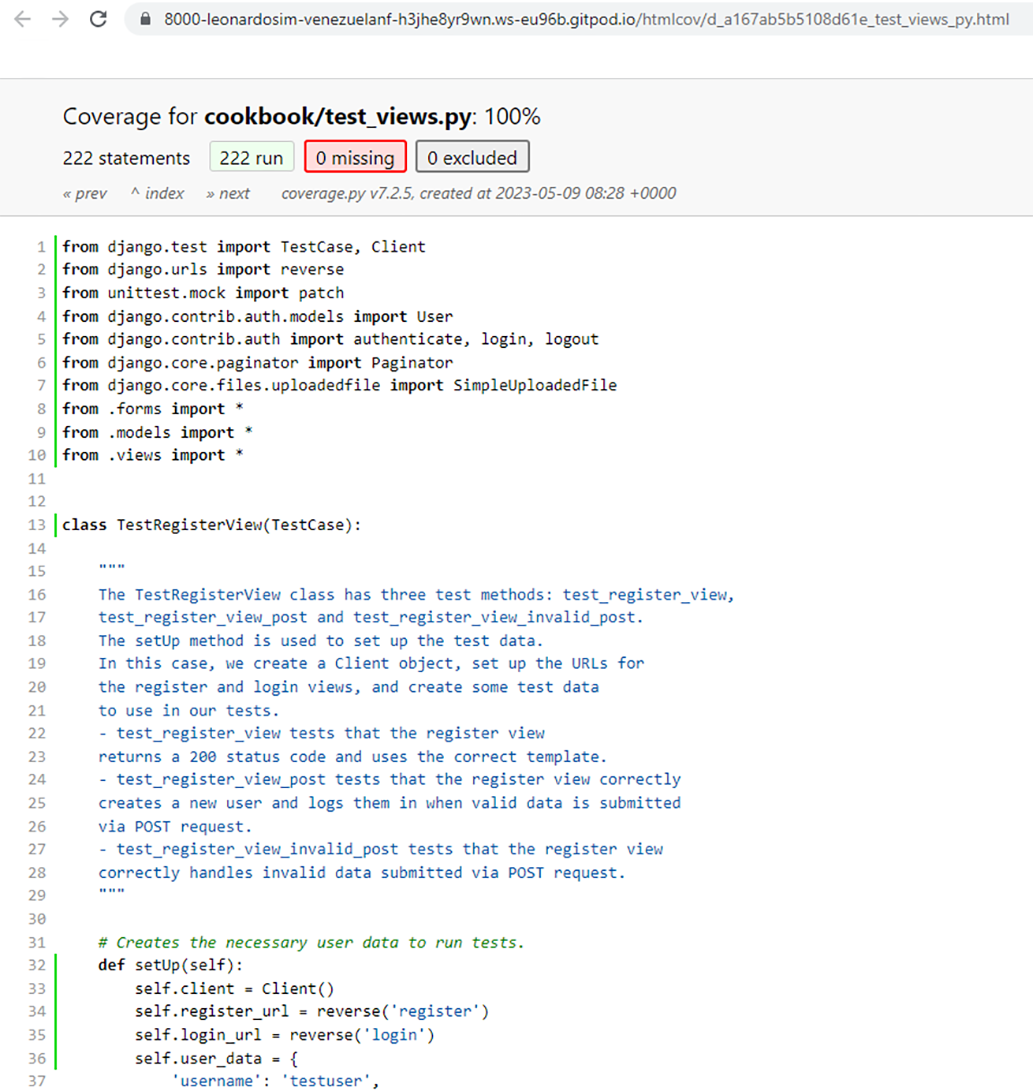 8000-leonardosim-venezuelanf-h3jhe8yr9wn.ws-eu96b.gitpod.io/htmlcov/d_a167ab5b5108d61e_test_views_py.html
Coverage for cookbook/test_views.py: 100%
222 statements 222 run 0 missing 0 excluded
« prev ^ index » next coverage.py v7.2.5, created at 2023-05-09 08:28 +0000
1 from django.test import TestCase, Client
2 from django.urls import reverse
3 from unittest.mock import patch
4 from django.contrib.auth.models import User
5 from django.contrib.auth import authenticate, login, logout
6 from django.core.paginator import Paginator
7 from django.core.files.uploadedfile import SimpleUploadedFile
8 from .forms import *
9 from .models import *
10 from .views import *
11
12
13 class TestRegisterView(TestCase):
14
15 """
16 The TestRegisterView class has three test methods: test_register_view,
17 test_register_view_post and test_register_view_invalid_post.
18 The setUp method is used to set up the test data.
19 In this case, we create a Client object, set up the URLs for
20 the register and login views, and create some test data
21 to use in our tests.
22 - test_register_view tests that the register view
23 returns a 200 status code and uses the correct template.
24 - test_register_view_post tests that the register view correctly
25 creates a new user and logs them in when valid data is submitted
26 via POST request.
27 - test_register_view_invalid_post tests that the register view
28 correctly handles invalid data submitted via POST request.
29 """
30
31 # Creates the necessary user data to run tests.
32 def setUp(self):
33 self.client = Client()
34 self.register_url = reverse('register')
35 self.login_url = reverse('login')
36 self.user_data = {
37 'username': 'testuser',